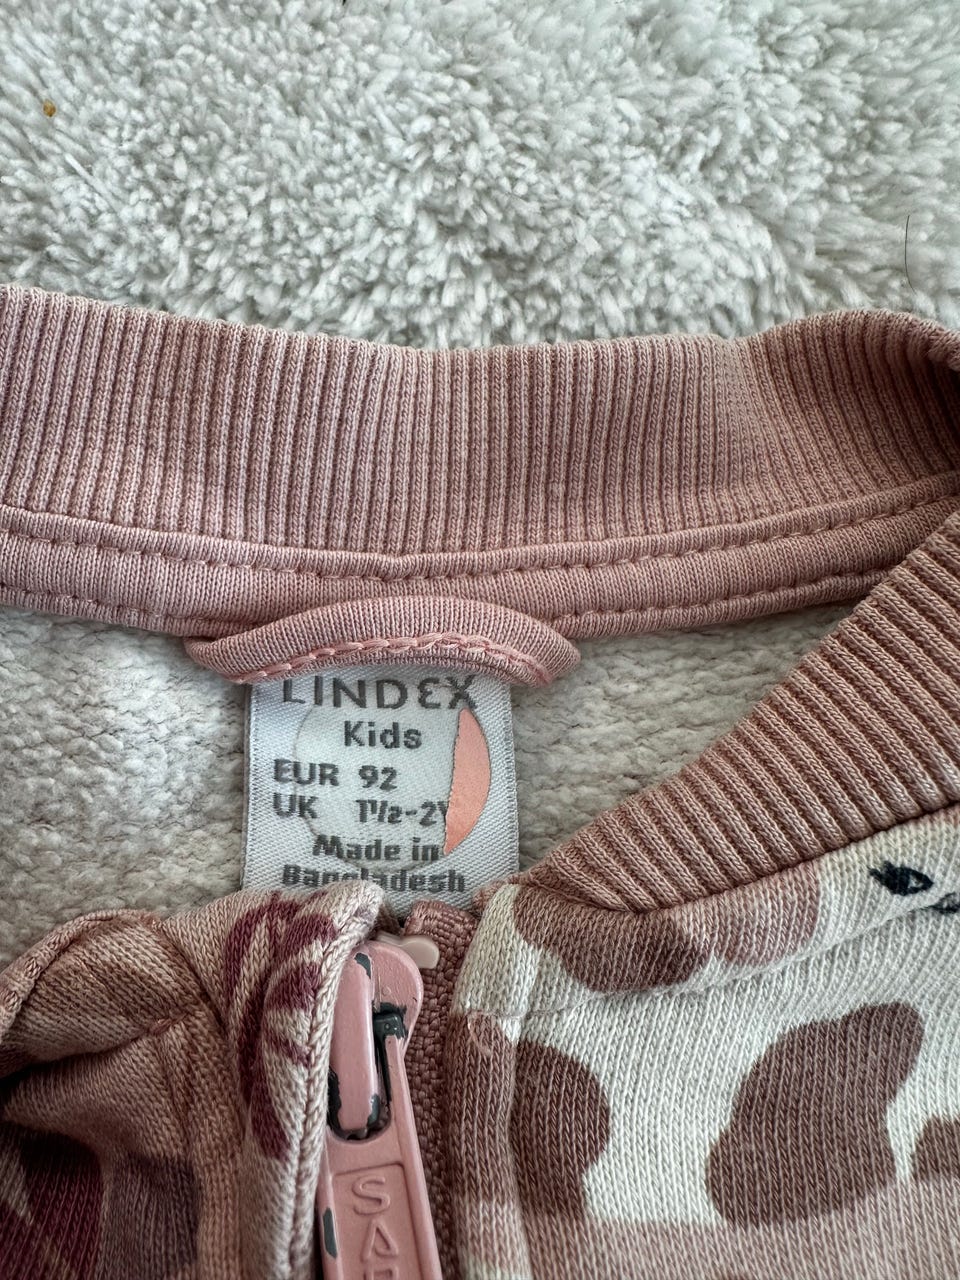 LINDEX
Kids
EUR 92
UK 1½-2Y
Made in
Bangladesh